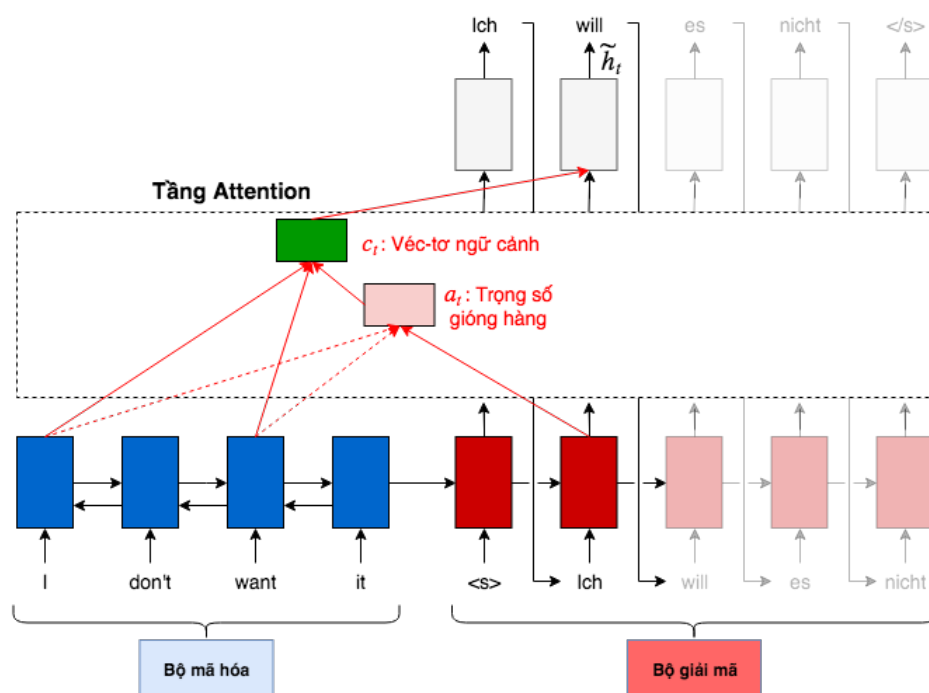 Ich will es nicht </s>
h̃ₜ
Tầng Attention
cₜ: Véc-tơ ngữ cảnh
aₜ: Trọng số
gióng hàng
I don't want it <s> Ich will es nicht
Bộ mã hóa Bộ giải mã